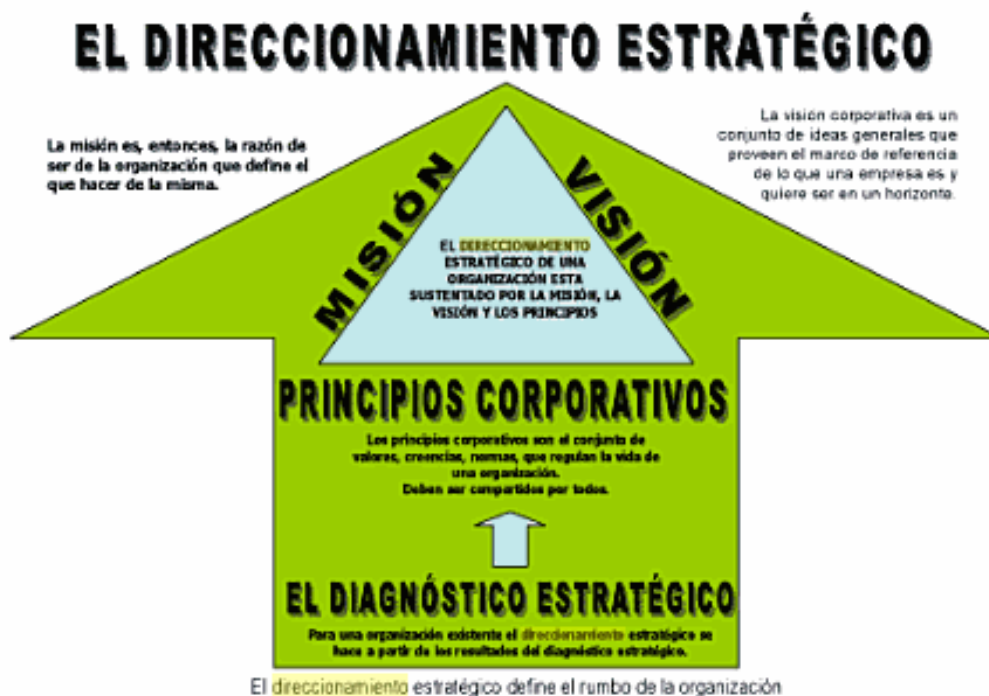 EL DIRECCIONAMIENTO ESTRATÉGICO
La misión es, entonces, la razón de
ser de la organización que define el
que hacer de la misma.
La visión corporativa es un
conjunto de ideas generales que
proveen el marco de referencia
de lo que una empresa es y
quiere ser en un horizonte.
MISIÓN
VISIÓN
EL DIRECCIONAMIENTO
ESTRATÉGICO DE UNA
ORGANIZACIÓN ESTA
SUSTENTADO POR LA MISIÓN, LA
VISIÓN Y LOS PRINCIPIOS
PRINCIPIOS CORPORATIVOS
Los principios corporativos son el conjunto de
valores, creencias, normas, que regulan la vida de
una organización.
Deben ser compartidos por todos.
EL DIAGNÓSTICO ESTRATÉGICO
Para una organización existente el direccionamiento estratégico se
hace a partir de los resultados del diagnóstico estratégico.
El direccionamiento estratégico define el rumbo de la organización